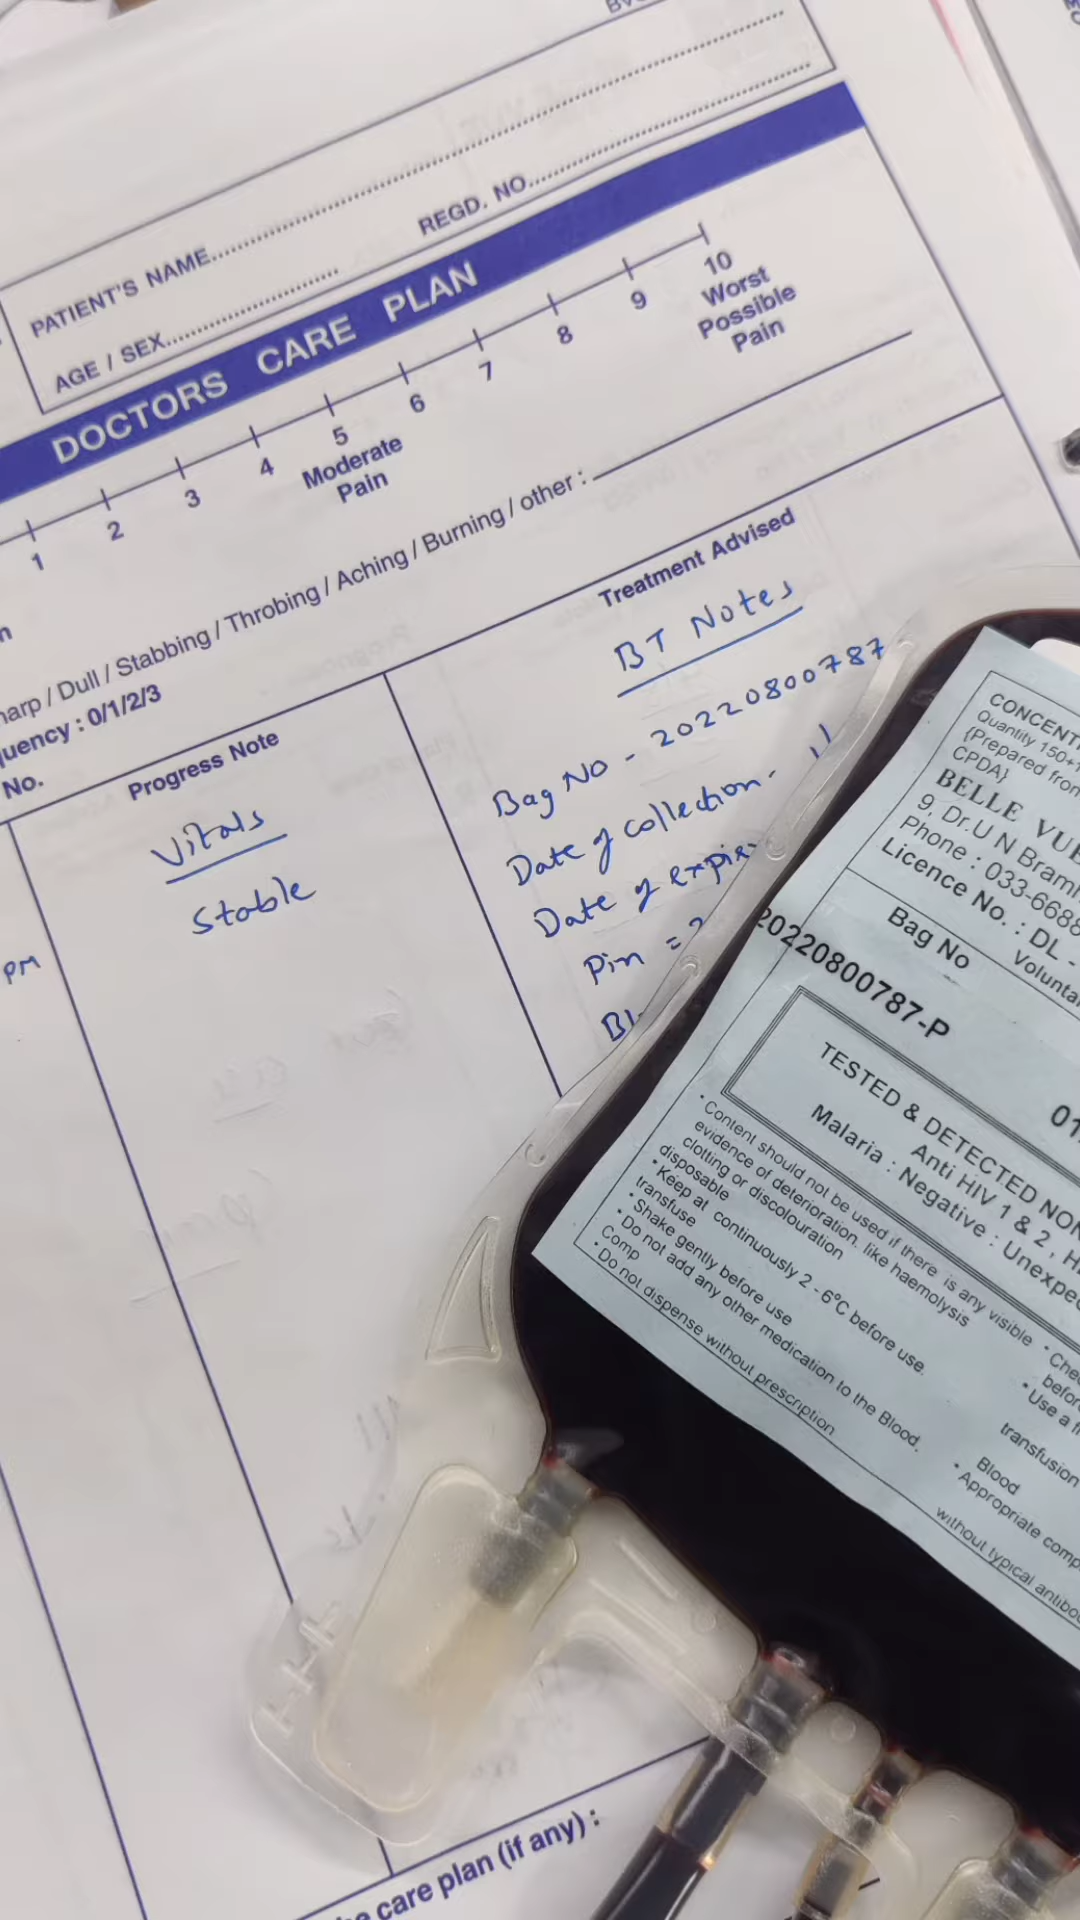 PATIENT'S NAME
AGE / SEX
REGD. NO.
DOCTORS CARE PLAN
1 2 3 4 5 6 7 8 9 10
Moderate
Pain
Worst
Possible
Pain
/ Dull / Stabbing / Throbing / Aching / Burning / other :
: 0/1/2/3
No.
Progress Note
Treatment Advised
PM
Vitals
Stable
BT Notes
Bag No - 20220800787
Date of collection -
Date of
Pin =
CONCENT
Quantity 150+
{Prepared from
CPDA}
BELLE VUE
9, Dr.U N
Phone : 033-668
Licence No. : DL -
Bag No
20220800787-P
01
TESTED & DETECTED NON
Anti HIV 1 & 2, H
Malaria : Negative : Unexpe
• Content should not be used if there is any visible
evidence of deterioration, like haemolysis
clotting or discolouration
disposable
• Keep at continuously 2 - 6°C before use.
transfuse
• Shake gently before use
• Do not add any other medication to the Blood.
Comp
• Do not dispense without prescription
• Che
before
• Use a
transfusion
Blood
• Appropriate comp
without typical antibo
care plan (if any) :